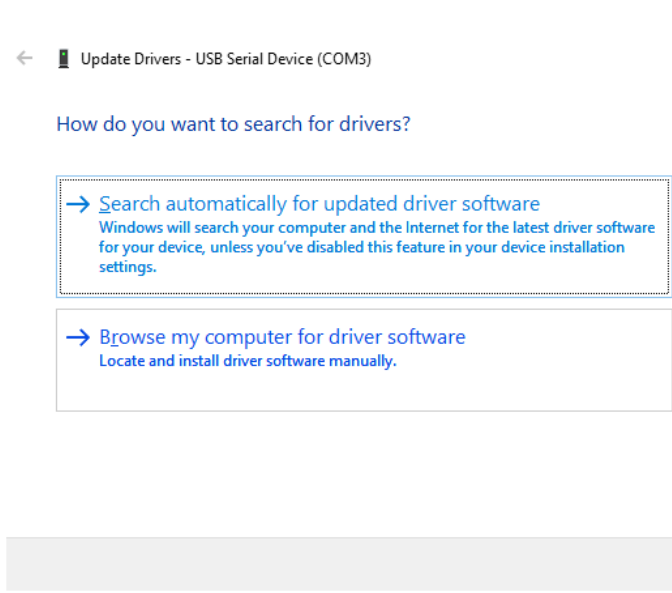 Update Drivers - USB Serial Device (COM3)
How do you want to search for drivers?
Search automatically for updated driver software
Windows will search your computer and the Internet for the latest driver software
for your device, unless you've disabled this feature in your device installation
settings.
Browse my computer for driver software
Locate and install driver software manually.